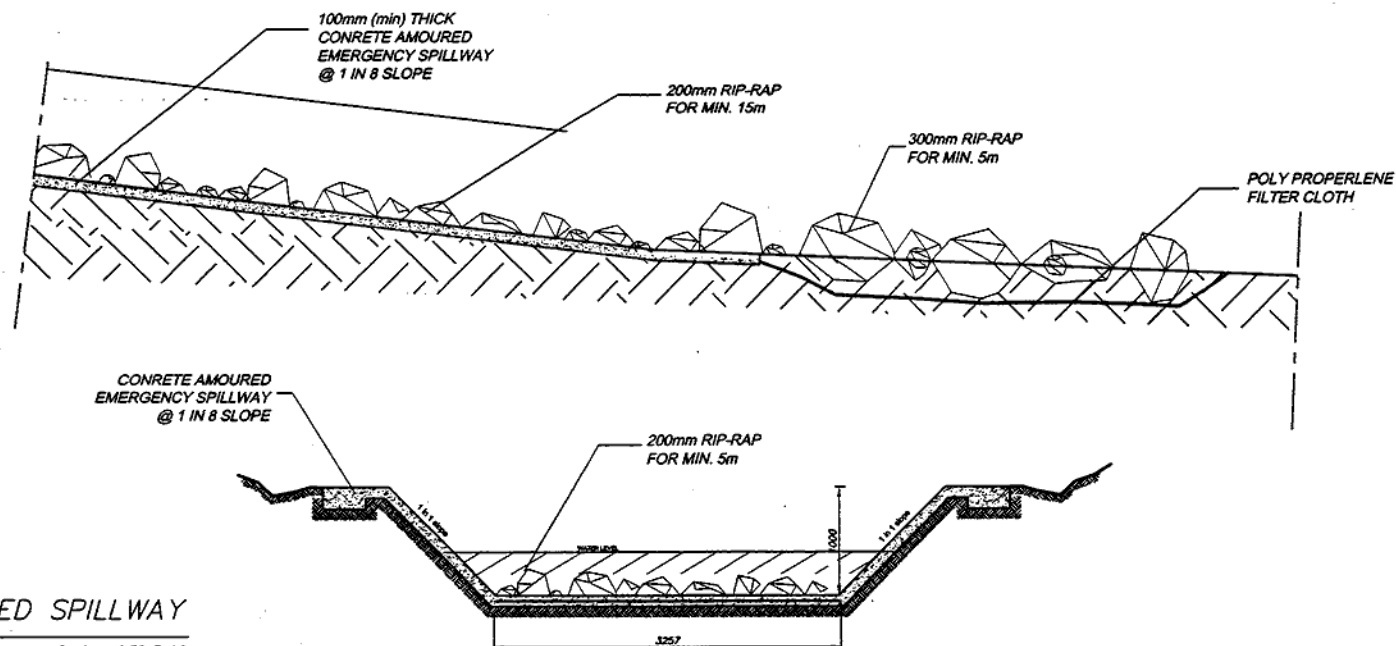 100mm (min) THICK
CONRETE AMOURED
EMERGENCY SPILLWAY
@ 1 IN 8 SLOPE
200mm RIP-RAP
FOR MIN. 15m
300mm RIP-RAP
FOR MIN. 5m
POLY PROPERLENE
FILTER CLOTH
CONRETE AMOURED
EMERGENCY SPILLWAY
@ 1 IN 8 SLOPE
200mm RIP-RAP
FOR MIN. 5m
1 in 1 slope
1 in 1 slope
1000
WATER LEVEL
ED SPILLWAY
3257